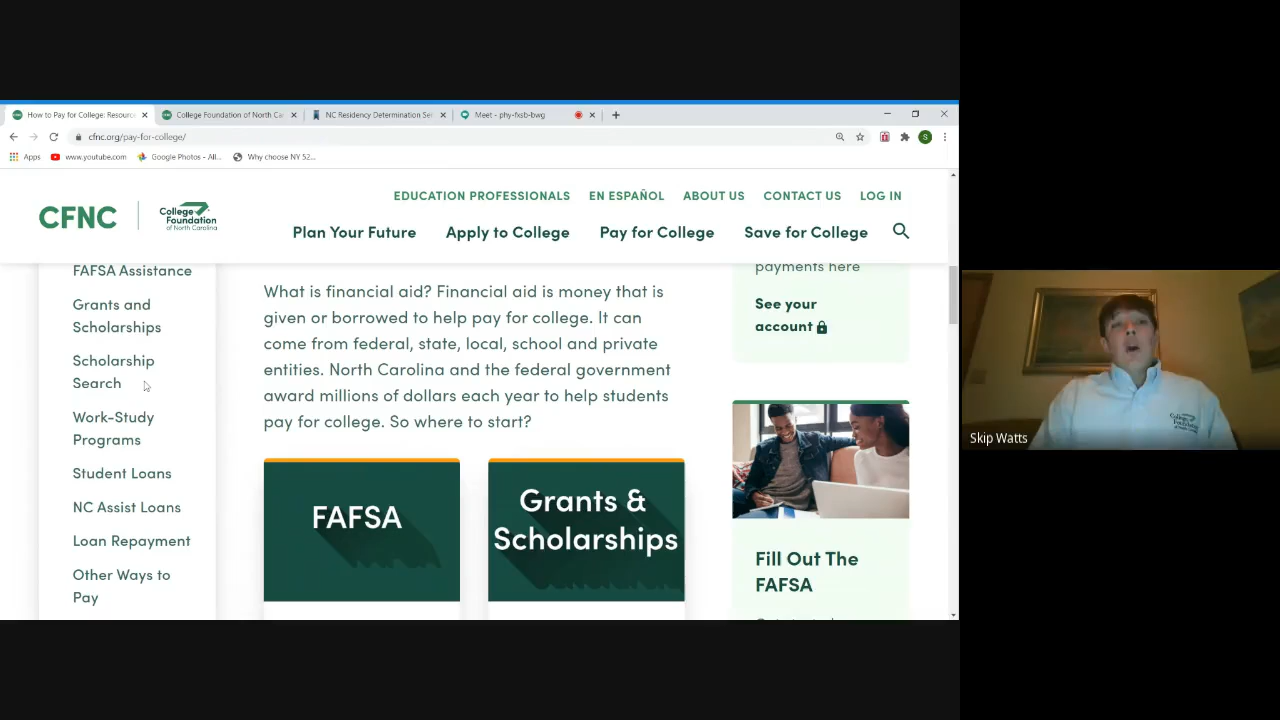 How to Pay for College: Resourc
College Foundation of North Ca
NC Residency Determination Se
Meet - phy-fxsb-bwg
cfnc.org/pay-for-college/
Apps
www.youtube.com
Google Photos - All...
Why choose NY 52...
CFNC
College
Foundation
of North Carolina
EDUCATION PROFESSIONALS
EN ESPAÑOL
ABOUT US
CONTACT US
LOG IN
Plan Your Future
Apply to College
Pay for College
Save for College
FAFSA Assistance
Grants and
Scholarships
Scholarship
Search
Work-Study
Programs
Student Loans
NC Assist Loans
Loan Repayment
Other Ways to
Pay
What is financial aid? Financial aid is money that is
given or borrowed to help pay for college. It can
come from federal, state, local, school and private
entities. North Carolina and the federal government
award millions of dollars each year to help students
pay for college. So where to start?
FAFSA
Grants &
Scholarships
payments here
See your
account
Fill Out The
FAFSA
College
Foundation
of North Carolina
Skip Watts